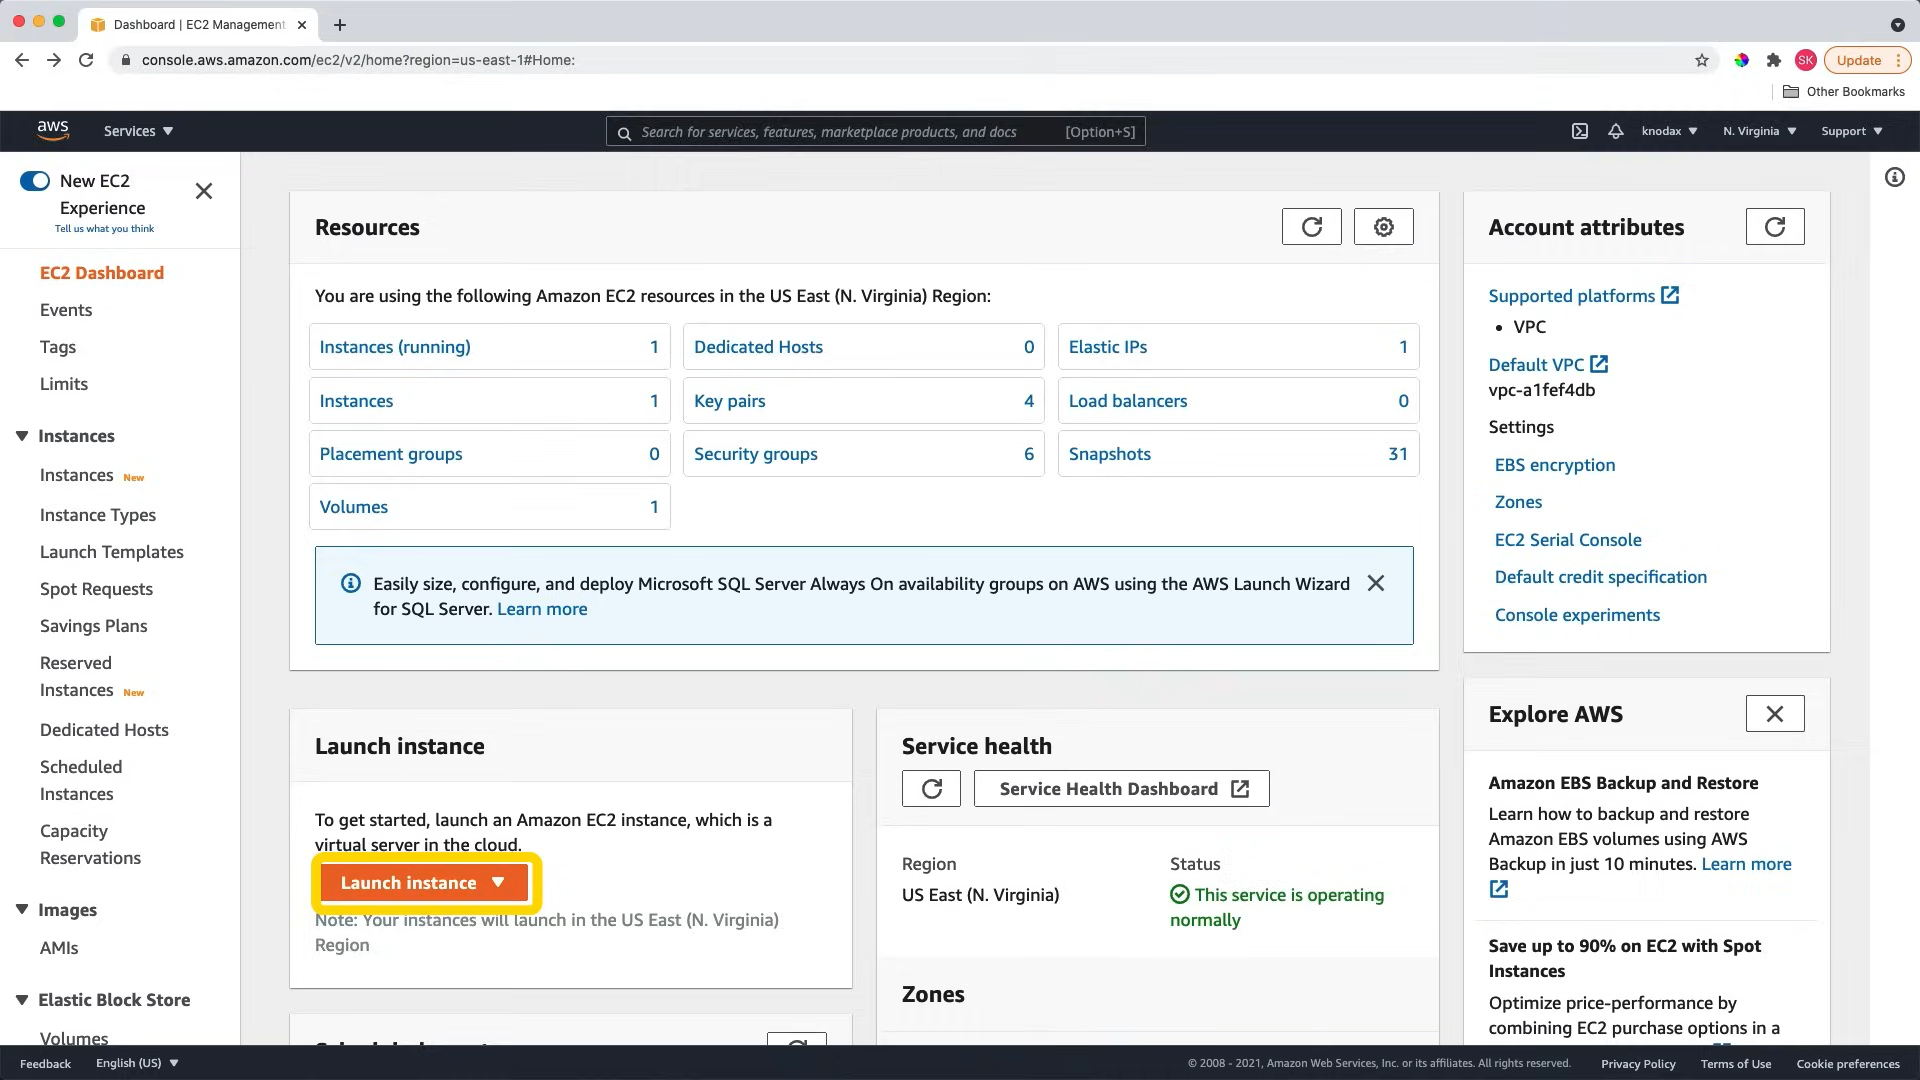 Dashboard | EC2 Management
console.aws.amazon.com/ec2/v2/home?region=us-east-1#Home:
SK
Update
Other Bookmarks
aws
Services
Search for services, features, marketplace products, and docs [Option+S]
knodax
N. Virginia
Support
New EC2
Experience
Tell us what you think
EC2 Dashboard
Events
Tags
Limits
Instances
Instances New
Instance Types
Launch Templates
Spot Requests
Savings Plans
Reserved
Instances New
Dedicated Hosts
Scheduled
Instances
Capacity
Reservations
Images
AMIs
Elastic Block Store
Volumes
Resources
You are using the following Amazon EC2 resources in the US East (N. Virginia) Region:
Instances (running) 1
Dedicated Hosts 0
Elastic IPs 1
Instances 1
Key pairs 4
Load balancers 0
Placement groups 0
Security groups 6
Snapshots 31
Volumes 1
Easily size, configure, and deploy Microsoft SQL Server Always On availability groups on AWS using the AWS Launch Wizard
for SQL Server. Learn more
Launch instance
To get started, launch an Amazon EC2 instance, which is a
virtual server in the cloud.
Launch instance
Note: Your instances will launch in the US East (N. Virginia)
Region
Service health
Service Health Dashboard
Region
US East (N. Virginia)
Status
This service is operating
normally
Zones
Account attributes
Supported platforms
VPC
Default VPC
vpc-a1fef4db
Settings
EBS encryption
Zones
EC2 Serial Console
Default credit specification
Console experiments
Explore AWS
Amazon EBS Backup and Restore
Learn how to backup and restore
Amazon EBS volumes using AWS
Backup in just 10 minutes. Learn more
Save up to 90% on EC2 with Spot
Instances
Optimize price-performance by
combining EC2 purchase options in a
Feedback
English (US)
© 2008 - 2021, Amazon Web Services, Inc. or its affiliates. All rights reserved.
Privacy Policy
Terms of Use
Cookie preferences